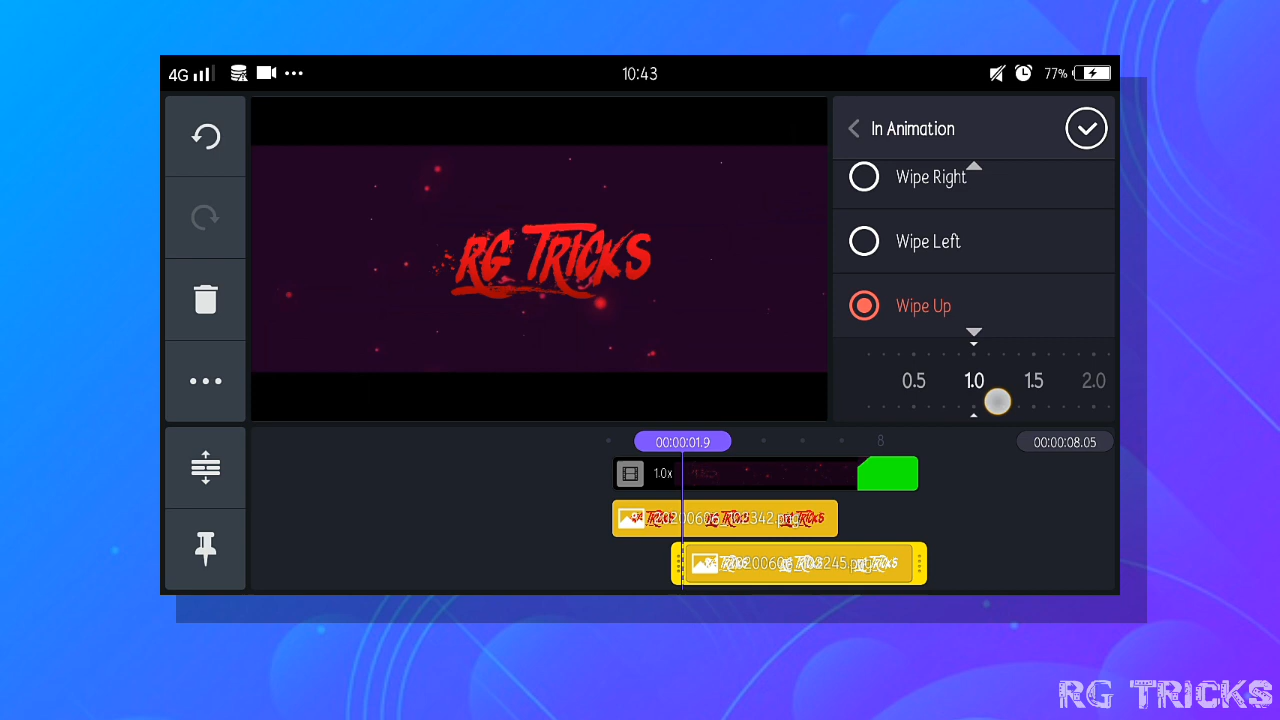 4G
10:43
77%
In Animation
Wipe Right
Wipe Left
Wipe Up
RG TRICKS
0.5 1.0 1.5 2.0
00:00:01.9
8
00:00:08.05
1.0x
RG TRICKS